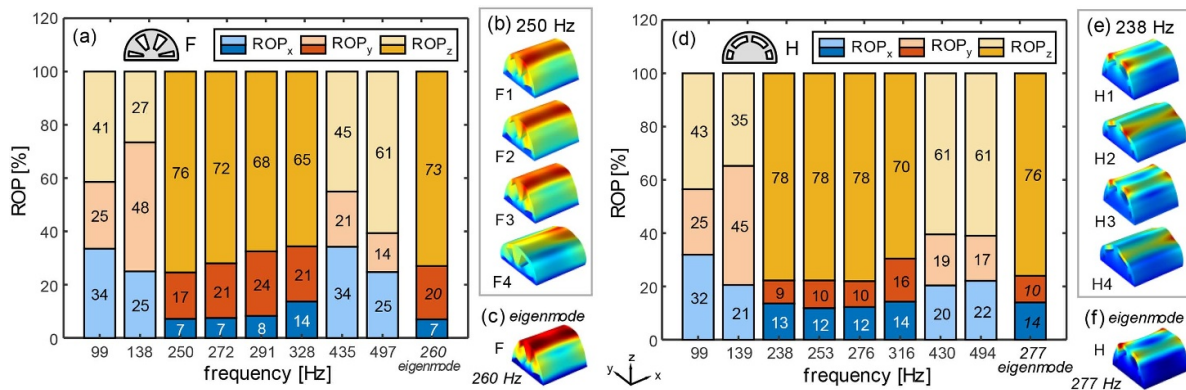 (a)
F
ROPx ROPy ROPz
ROP [%]
120
100
80
60
40
20
0
41 27 76 72 68 65 45 61 73
25 48 17 21 24 21 21 14 20
34 25 7 7 8 14 34 25 7
99 138 250 272 291 328 435 497 260
eigenmode
frequency [Hz]
(b) 250 Hz
F1
F2
F3
F4
(c) eigenmode
F
260 Hz
z
y x
(d)
H
ROPx ROPy ROPz
ROP [%]
120
100
80
60
40
20
0
43 35 78 78 78 70 61 61 76
25 45 9 10 10 16 19 17 10
32 21 13 12 12 14 20 22 14
99 139 238 253 276 316 430 494 277
eigenmode
frequency [Hz]
(e) 238 Hz
H1
H2
H3
H4
(f) eigenmode
H
277 Hz